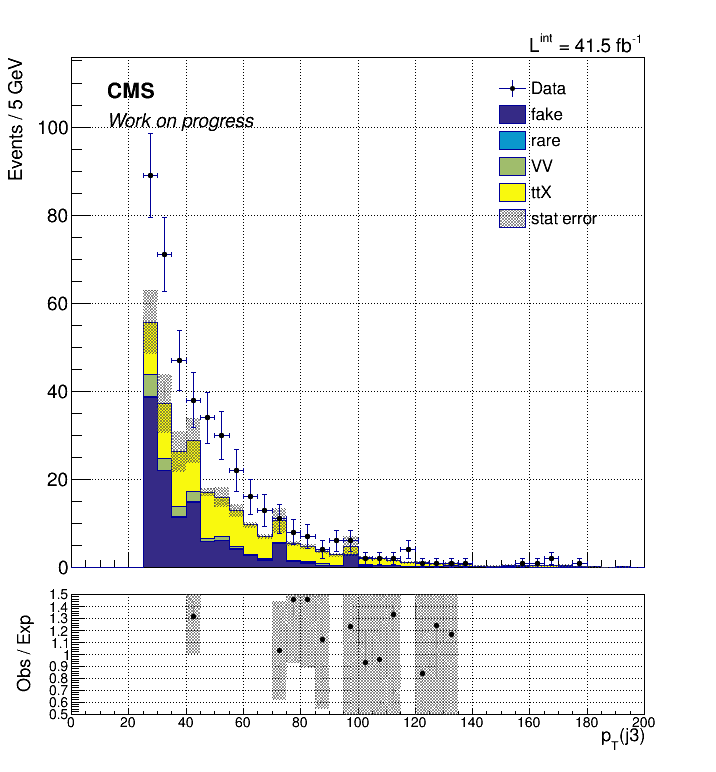 L^int = 41.5 fb^-1
Events / 5 GeV
CMS
Work on progress
Data
fake
rare
VV
ttX
stat error
100
80
60
40
20
0
Obs / Exp
1.5
1.4
1.3
1.2
1.1
1
0.9
0.8
0.7
0.6
0.5
0 20 40 60 80 100 120 140 160 180 200
p_T(j3)